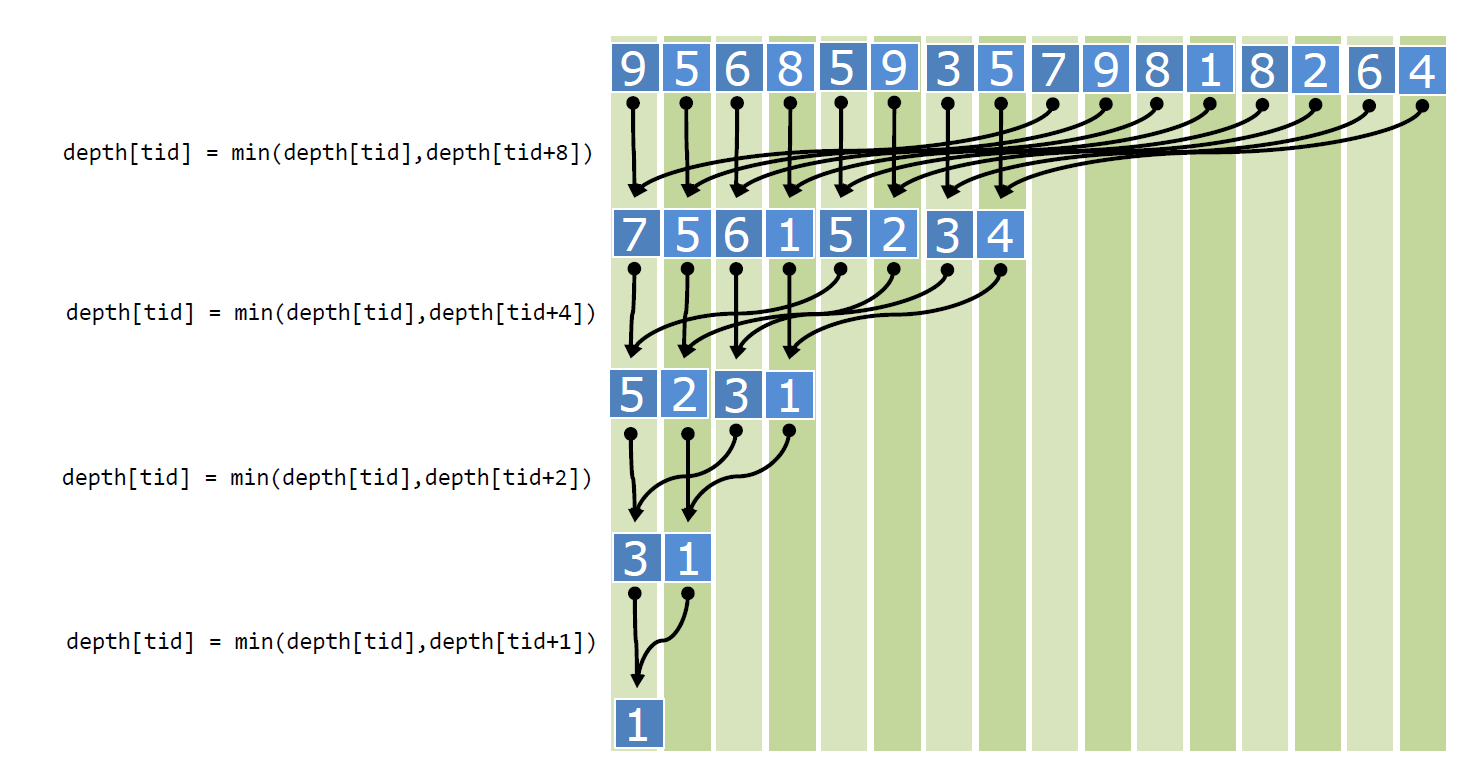 9 5 6 8 5 9 3 5 7 9 8 1 8 2 6 4
depth[tid] = min(depth[tid],depth[tid+8])
7 5 6 1 5 2 3 4
depth[tid] = min(depth[tid],depth[tid+4])
5 2 3 1
depth[tid] = min(depth[tid],depth[tid+2])
3 1
depth[tid] = min(depth[tid],depth[tid+1])
1